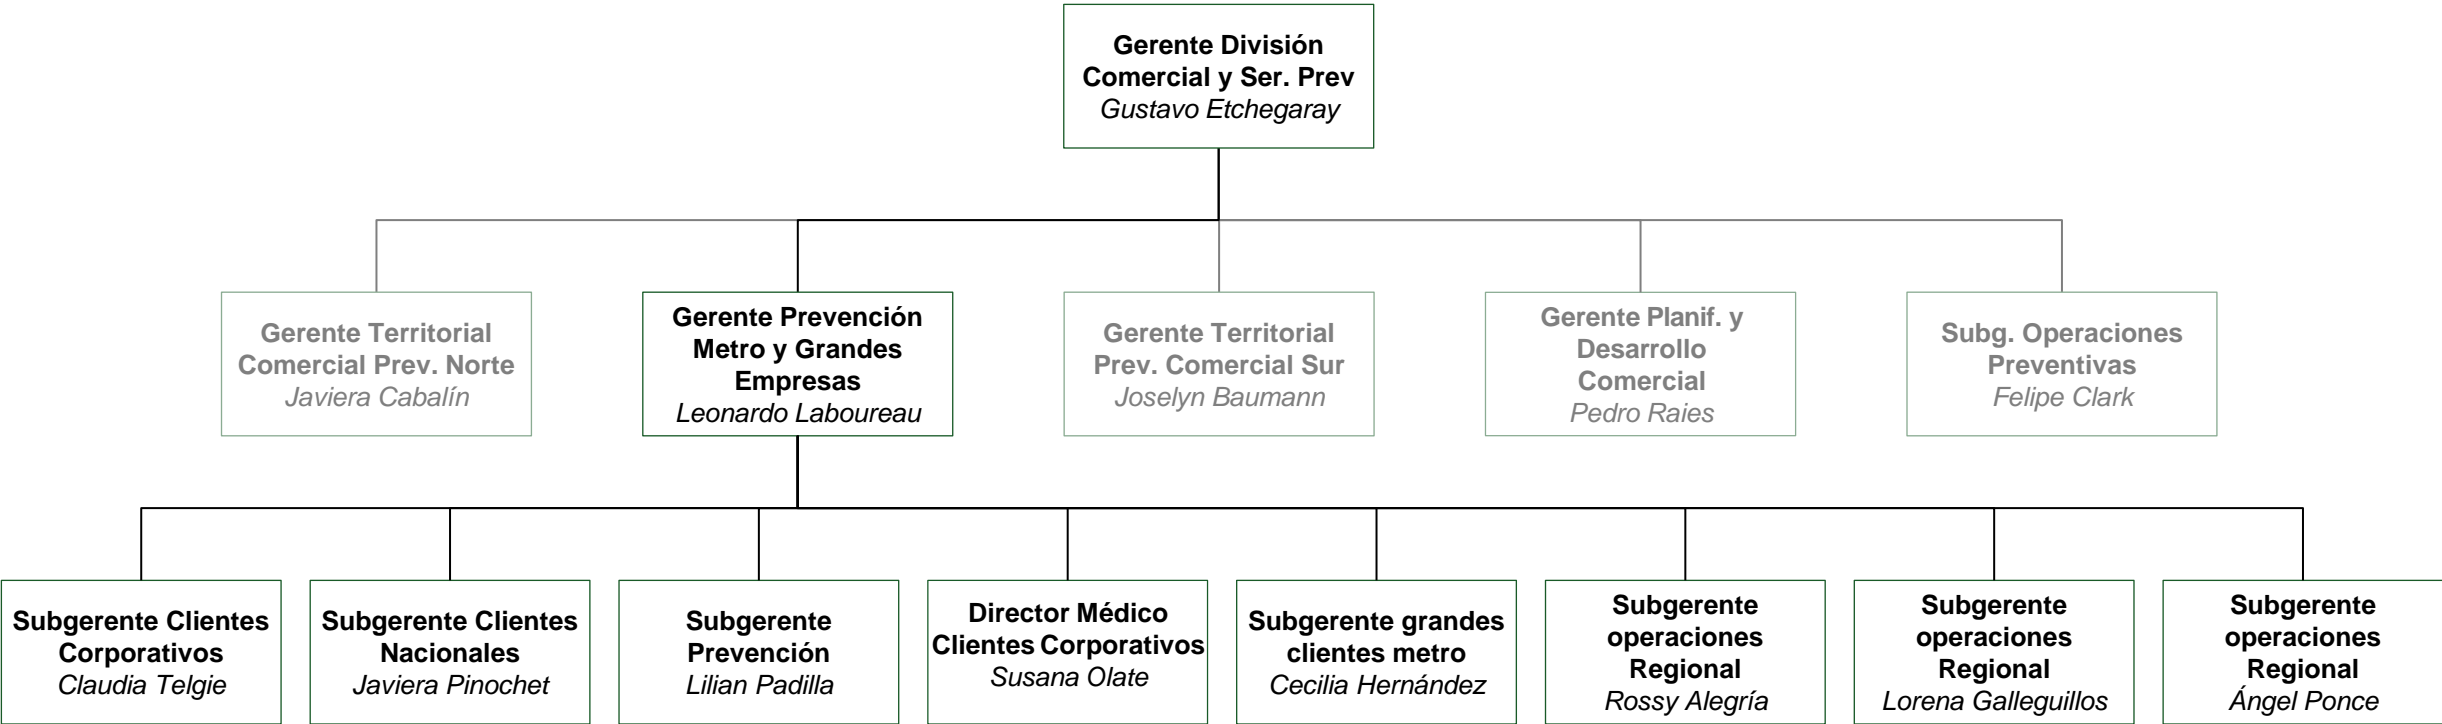 Gerente División
Comercial y Ser. Prev
Gustavo Etchegaray
Gerente Territorial
Comercial Prev. Norte
Javiera Cabalín
Gerente Prevención
Metro y Grandes
Empresas
Leonardo Laboureau
Gerente Territorial
Prev. Comercial Sur
Joselyn Baumann
Gerente Planif. y
Desarrollo
Comercial
Pedro Raies
Subg. Operaciones
Preventivas
Felipe Clark
Subgerente Clientes
Corporativos
Claudia Telgie
Subgerente Clientes
Nacionales
Javiera Pinochet
Subgerente
Prevención
Lilian Padilla
Director Médico
Clientes Corporativos
Susana Olate
Subgerente grandes
clientes metro
Cecilia Hernández
Subgerente
operaciones
Regional
Rossy Alegría
Subgerente
operaciones
Regional
Lorena Galleguillos
Subgerente
operaciones
Regional
Ángel Ponce